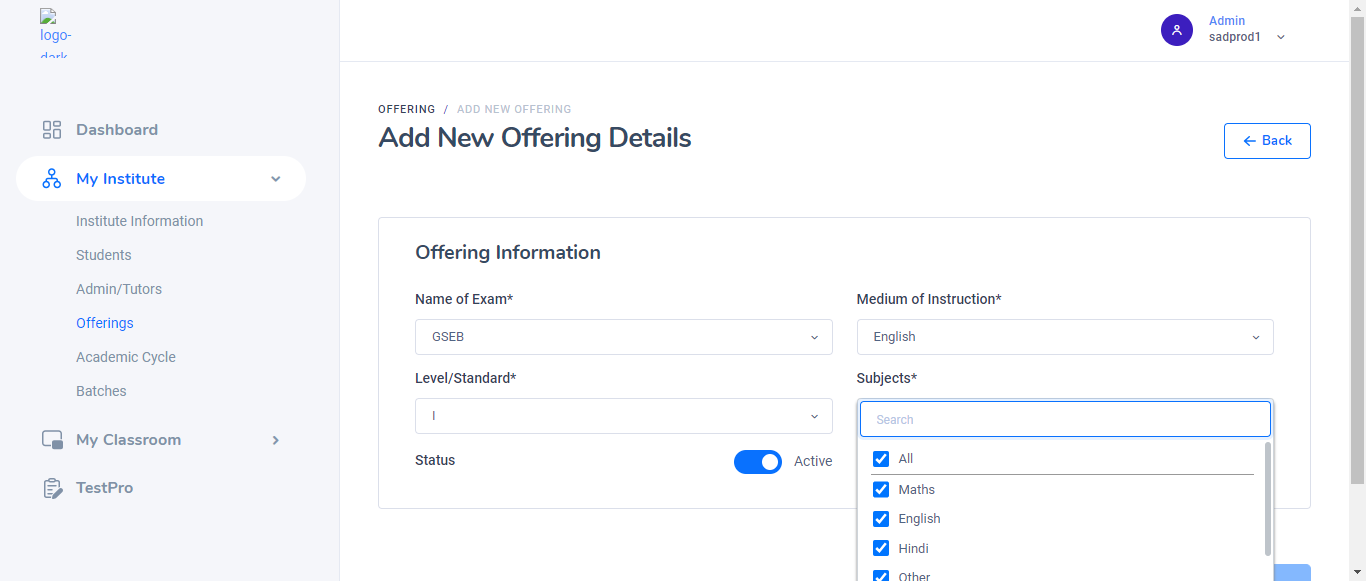 logo-
dark
Admin
sadprod1
Dashboard
My Institute
Institute Information
Students
Admin/Tutors
Offerings
Academic Cycle
Batches
My Classroom
TestPro
OFFERING / ADD NEW OFFERING
Add New Offering Details
← Back
Offering Information
Name of Exam*
GSEB
Medium of Instruction*
English
Level/Standard*
I
Subjects*
Search
All
Maths
English
Hindi
Other
Status
Active